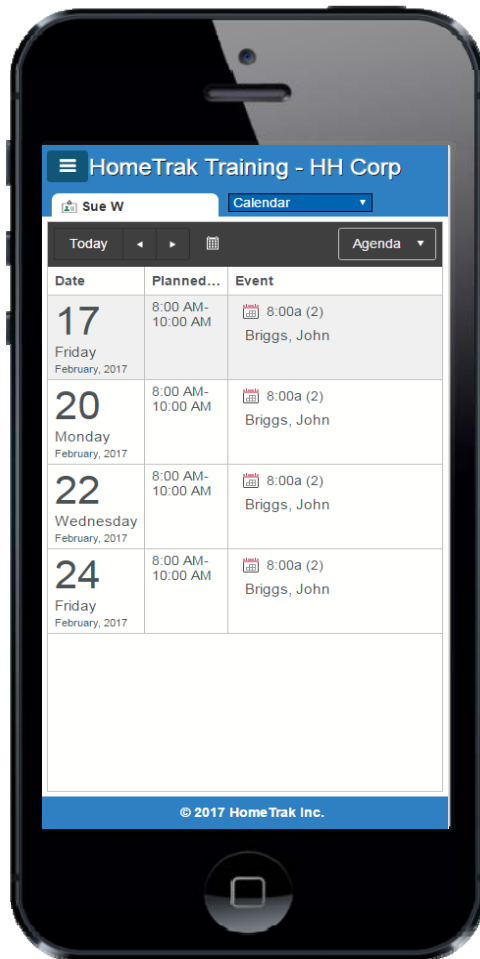 HomeTrak Training - HH Corp
Sue W
Calendar
Today
Agenda
Date Planned... Event
17
Friday
February, 2017
8:00 AM-
10:00 AM
8:00a (2)
Briggs, John
20
Monday
February, 2017
8:00 AM-
10:00 AM
8:00a (2)
Briggs, John
22
Wednesday
February, 2017
8:00 AM-
10:00 AM
8:00a (2)
Briggs, John
24
Friday
February, 2017
8:00 AM-
10:00 AM
8:00a (2)
Briggs, John
© 2017 HomeTrak Inc.